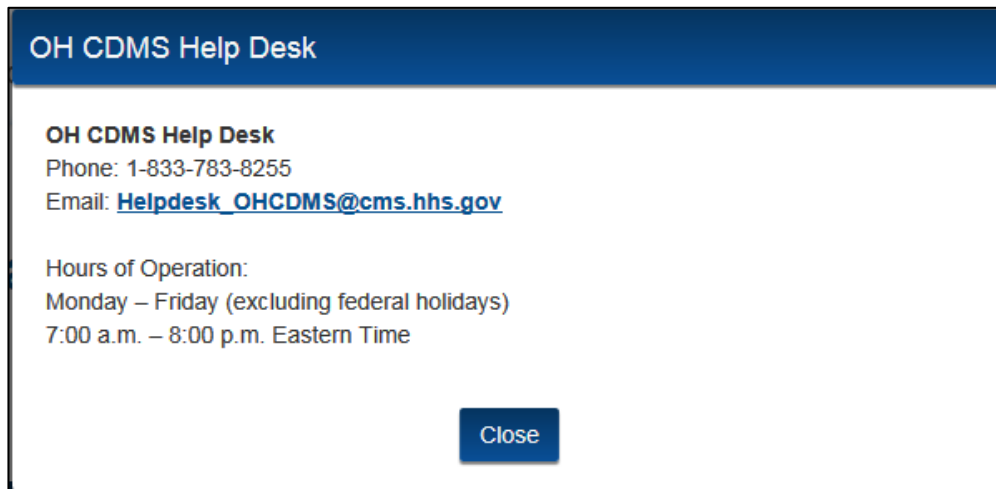 OH CDMS Help Desk
OH CDMS Help Desk
Phone: 1-833-783-8255
Email: Helpdesk_OHCDMS@cms.hhs.gov
Hours of Operation:
Monday – Friday (excluding federal holidays)
7:00 a.m. – 8:00 p.m. Eastern Time
Close